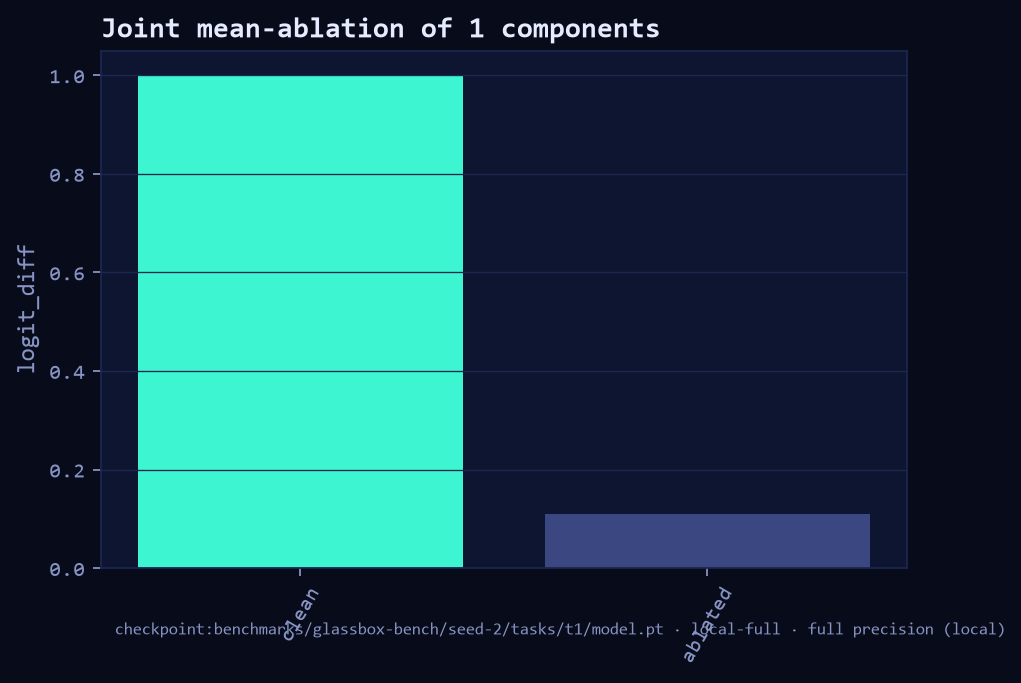 Joint mean-ablation of 1 components
1.0
0.8
0.6
0.4
0.2
0.0
logit_diff
clean
ablated
checkpoint:benchmarks/glassbox-bench/seed-2/tasks/t1/model.pt · local-full · full precision (local)